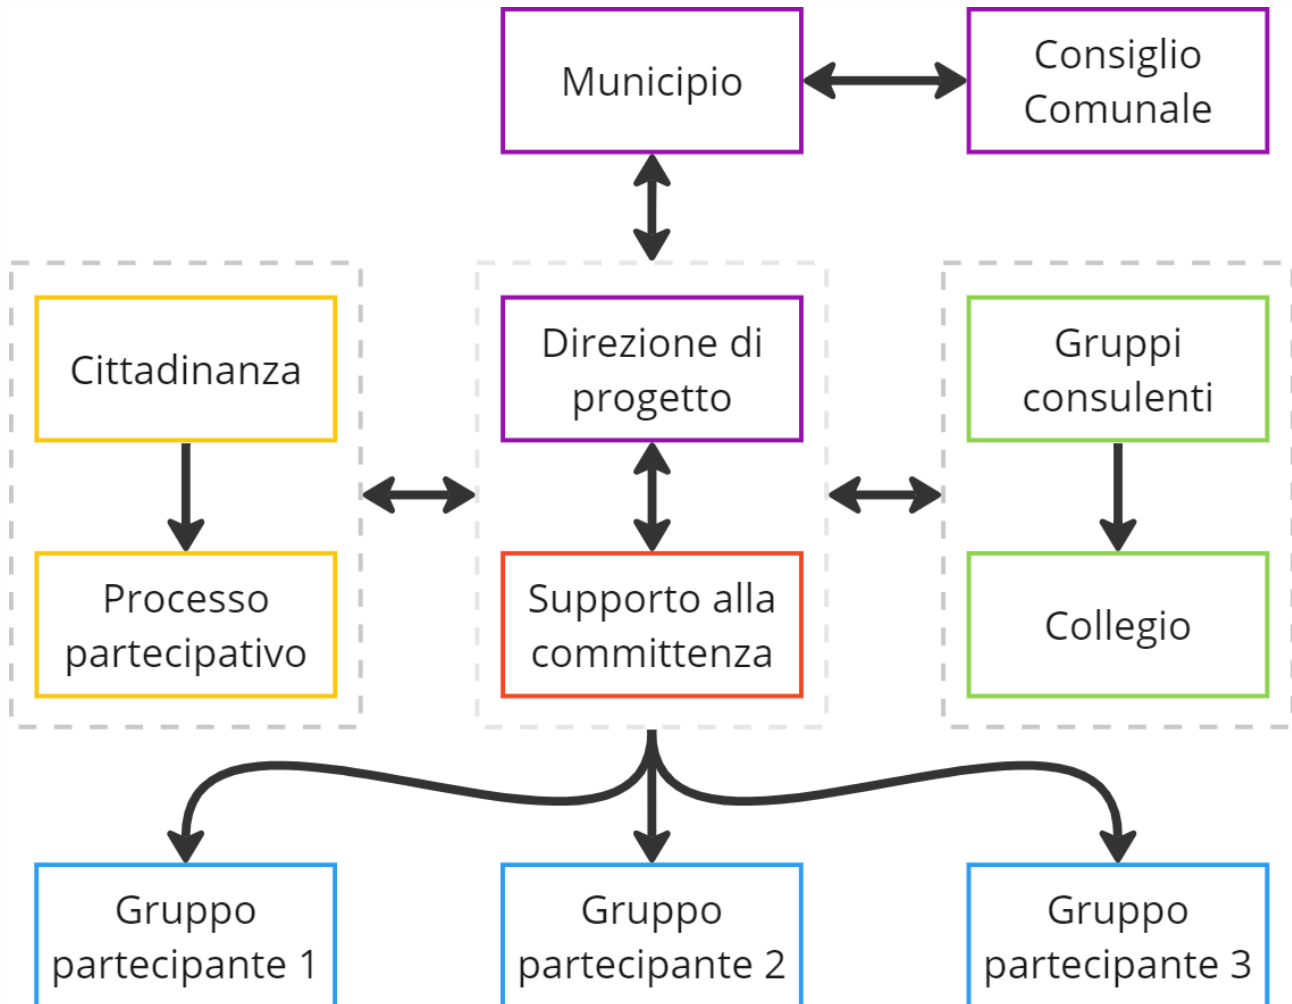 Municipio
Consiglio
Comunale
Cittadinanza
Direzione di
progetto
Gruppi
consulenti
Processo
partecipativo
Supporto alla
committenza
Collegio
Gruppo
partecipante 1
Gruppo
partecipante 2
Gruppo
partecipante 3